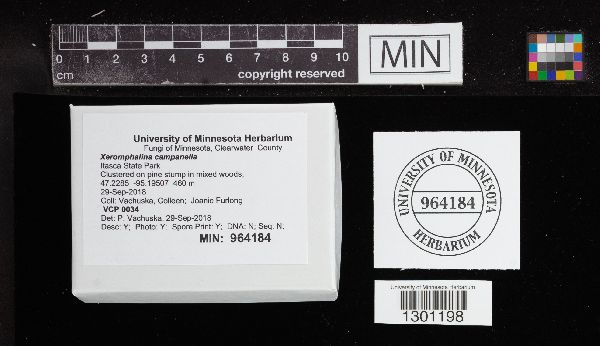 0 1 2 3 4 5 6 7 8 9 10
cm
copyright reserved
MIN
University of Minnesota Herbarium
Fungi of Minnesota, Clearwater County
Xeromphalina campanella
Itasca State Park
Clustered on pine stump in mixed woods.
47.2285 -95.19507 460 m
29-Sep-2018
Coll: Vachuska, Colleen; Joanie Furlong
VCP 0034
Det: P. Vachuska, 29-Sep-2018
Desc: Y; Photo: Y; Spore Print: Y; DNA: N; Seq: N;
MIN: 964184
UNIVERSITY OF MINNESOTA
964184
HERBARIUM
University of Minnesota Herbarium
1301198